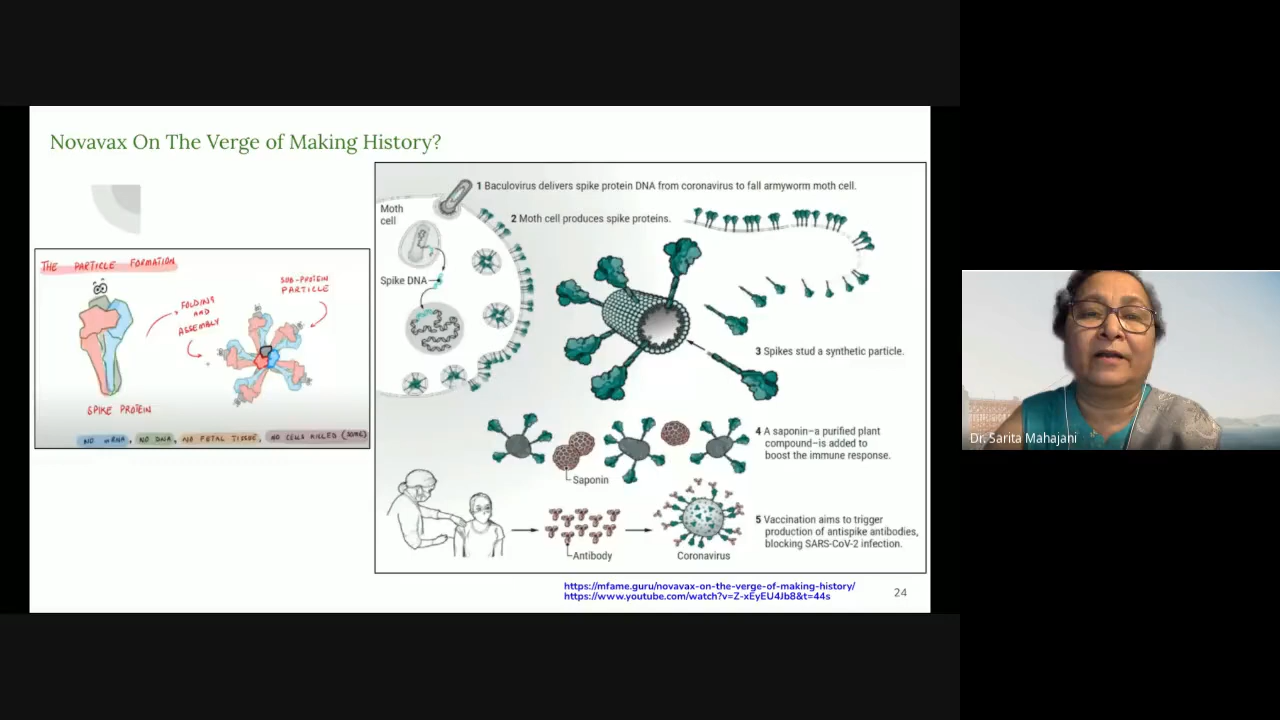 Novavax On The Verge of Making History?
THE PARTICLE FORMATION
SUB-PROTEIN
PARTICLE
FOLDING
AND
ASSEMBLY
SPIKE PROTEIN
NO mRNA, NO DNA, NO FETAL TISSUE, NO CELLS KILLED (SOME)
1 Baculovirus delivers spike protein DNA from coronavirus to fall armyworm moth cell.
Moth
cell
2 Moth cell produces spike proteins.
Spike DNA
3 Spikes stud a synthetic particle.
4 A saponin–a purified plant
compound–is added to
boost the immune response.
Saponin
5 Vaccination aims to trigger
production of antispike antibodies,
blocking SARS-CoV-2 infection.
Antibody
Coronavirus
https://mfame.guru/novavax-on-the-verge-of-making-history/
https://www.youtube.com/watch?v=Z-xEyEU4Jb8&t=44s
24
Dr. Sarita Mahajani